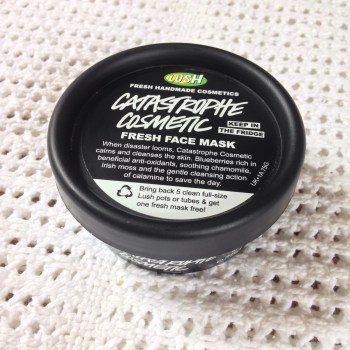 LUSH
FRESH HANDMADE COSMETICS
CATASTROPHE
COSMETIC
KEEP IN
THE FRIDGE
FRESH FACE MASK
When disaster looms, Catastrophe Cosmetic
calms and cleanses the skin. Blueberries rich in
beneficial anti-oxidants, soothing chamomile,
Irish moss and the gentle cleansing action
of calamine to save the day.
Bring back 5 clean full-size
Lush pots or tubes & get
one fresh mask free!
COSMETIC